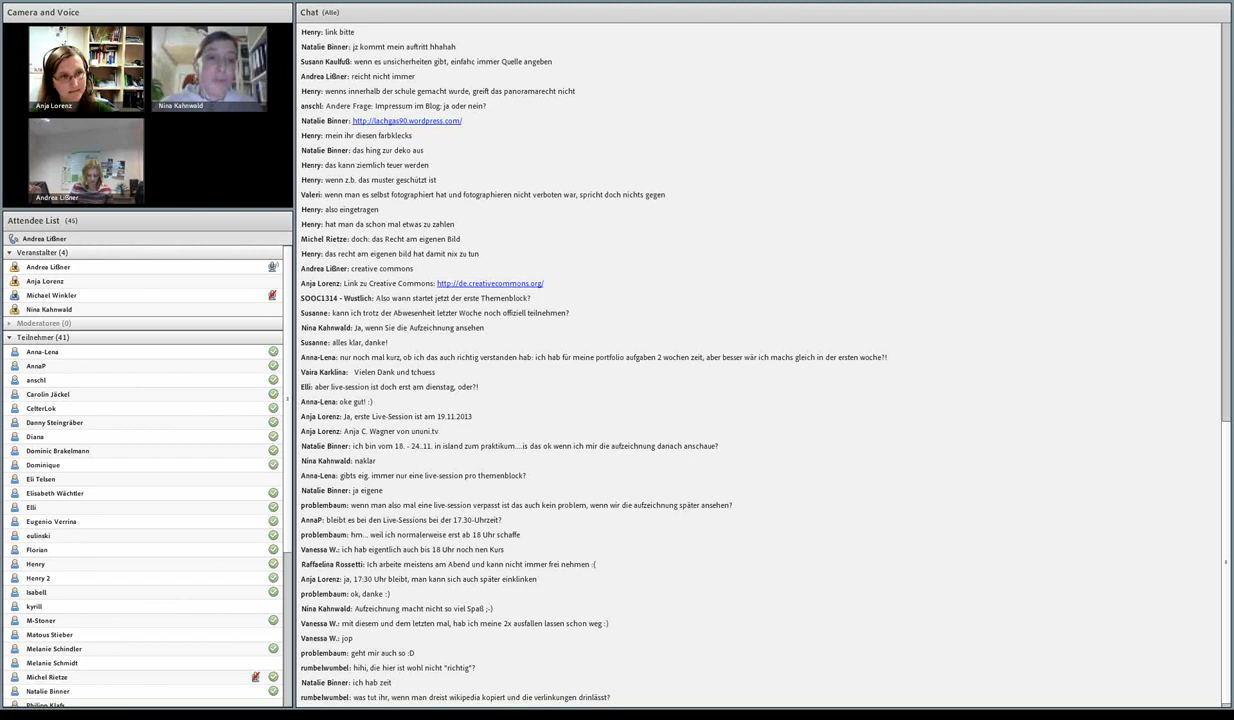 Camera and Voice
Anja Lorenz
Nina Kahnwald
Andrea Lißner
Attendee List (45)
Andrea Lißner
Veranstalter (4)
Andrea Lißner
Anja Lorenz
Michael Winkler
Nina Kahnwald
Moderatoren (0)
Teilnehmer (41)
Anna-Lena
AnnaP
anschl
Carolin Jäckel
CelterLok
Danny Steingräber
Diana
Dominic Brakelmann
Dominique
Eli Telsen
Elisabeth Wächtler
Elli
Eugenio Verrina
eulinski
Florian
Henry
Henry 2
Isabell
kyrill
M-Stoner
Matous Stieber
Melanie Schindler
Melanie Schmidt
Michel Rietze
Natalie Binner
Philipp Klafs
Chat (Alle)
Henry: link bitte
Natalie Binner: jz kommt mein auftritt hhahah
Susann Kaulfuß: wenn es unsicherheiten gibt, einfahc immer Quelle angeben
Andrea Lißner: reicht nicht immer
Henry: wenns innerhalb der schule gemacht wurde, greift das panoramarecht nicht
anschl: Andere Frage: Impressum im Blog: ja oder nein?
Natalie Binner: http://lachgas90.wordpress.com/
Henry: mein ihr diesen farbklecks
Natalie Binner: das hing zur deko aus
Henry: das kann ziemlich teuer werden
Henry: wenn z.b. das muster geschützt ist
Valeri: wenn man es selbst fotographiert hat und fotographieren nicht verboten war, spricht doch nichts gegen
Henry: also eingetragen
Henry: hat man da schon mal etwas zu zahlen
Michel Rietze: doch: das Recht am eigenen Bild
Henry: das recht am eigenen bild hat damit nix zu tun
Andrea Lißner: creative commons
Anja Lorenz: Link zu Creative Commons: http://de.creativecommons.org/
SOOC1314 - Wustlich: Also wann startet jetzt der erste Themenblock?
Susanne: kann ich trotz der Abwesenheit letzter Woche noch offiziell teilnehmen?
Nina Kahnwald: Ja, wenn Sie die Aufzeichnung ansehen
Susanne: alles klar, danke!
Anna-Lena: nur noch mal kurz, ob ich das auch richtig verstanden hab: ich hab für meine portfolio aufgaben 2 wochen zeit, aber besser wär ich machs gleich in der ersten woche?!
Vaira Karklina: Vielen Dank und tchuess
Elli: aber live-session ist doch erst am dienstag, oder?!
Anna-Lena: oke gut! :)
Anja Lorenz: Ja, erste Live-Session ist am 19.11.2013
Anja Lorenz: Anja C. Wagner von ununi.tv
Natalie Binner: ich bin vom 18. - 24..11. in island zum praktikum....is das ok wenn ich mir die aufzeichnung danach anschaue?
Nina Kahnwald: naklar
Anna-Lena: gibts eig. immer nur eine live-session pro themenblock?
Natalie Binner: ja eigene
problembaum: wenn man also mal eine live-session verpasst ist das auch kein problem, wenn wir die aufzeichnung später ansehen?
AnnaP: bleibt es bei den Live-Sessions bei der 17.30-Uhrzeit?
problembaum: hm... weil ich normalerweise erst ab 18 Uhr schaffe
Vanessa W.: ich hab eigentlich auch bis 18 Uhr noch nen Kurs
Raffaelina Rossetti: Ich arbeite meistens am Abend und kann nicht immer frei nehmen :(
Anja Lorenz: ja, 17:30 Uhr bleibt, man kann sich auch später einklinken
problembaum: ok, danke :)
Nina Kahnwald: Aufzeichnung macht nicht so viel Spaß ;-)
Vanessa W.: mit diesem und dem letzten mal, hab ich meine 2x ausfallen lassen schon weg :)
Vanessa W.: jop
problembaum: geht mir auch so :D
rumbelwumbel: hihi, die hier ist wohl nicht "richtig"?
Natalie Binner: ich hab zeit
rumbelwumbel: was tut ihr, wenn man dreist wikipedia kopiert und die verlinkungen drinlässt?